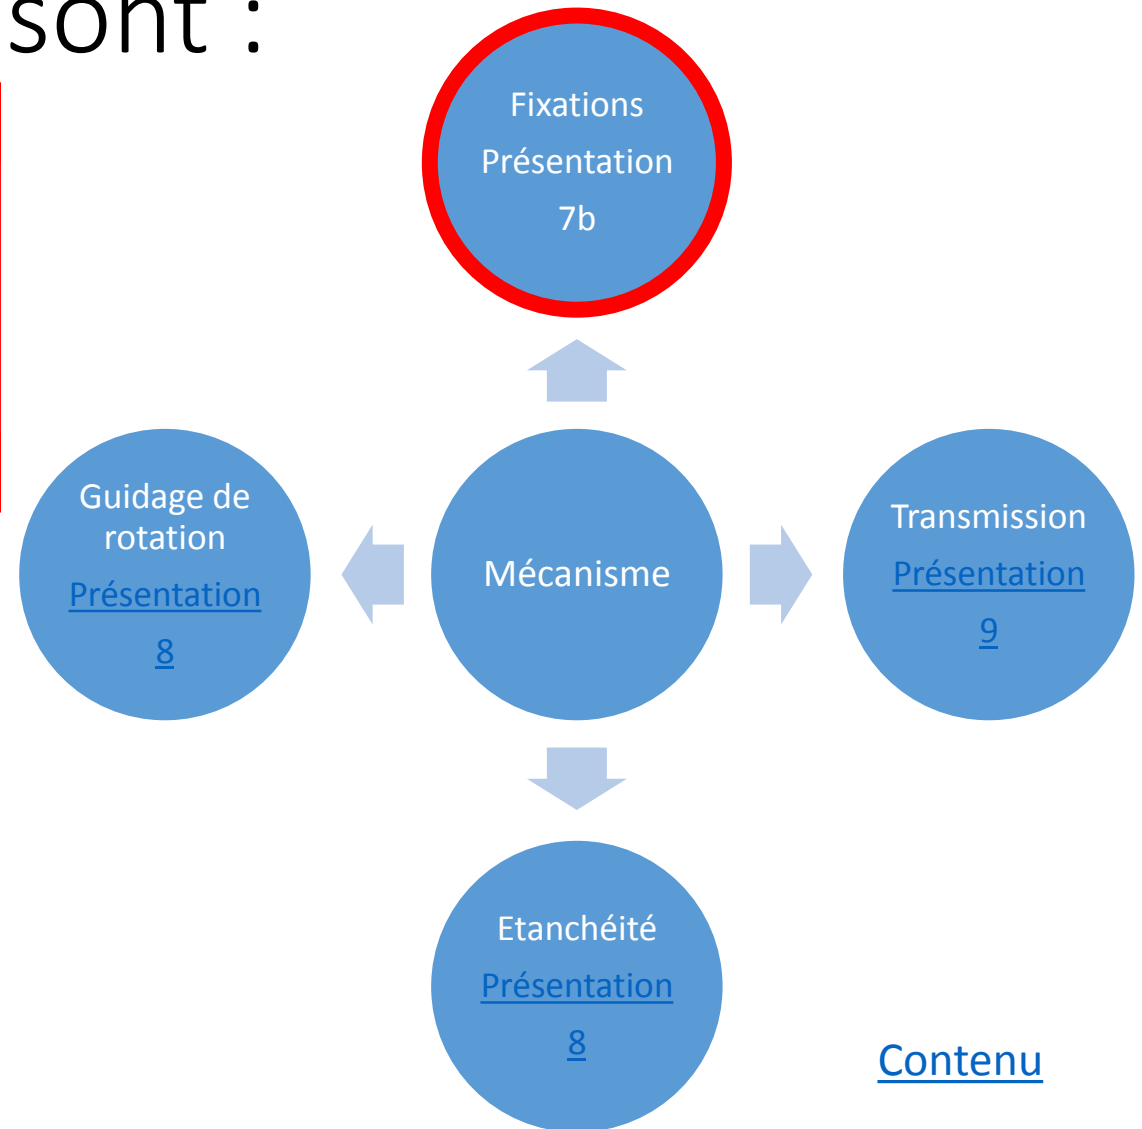 sont :
Fixations
Présentation
7b
Guidage de
rotation
Présentation
8
Mécanisme
Transmission
Présentation
9
Etanchéité
Présentation
8
Contenu